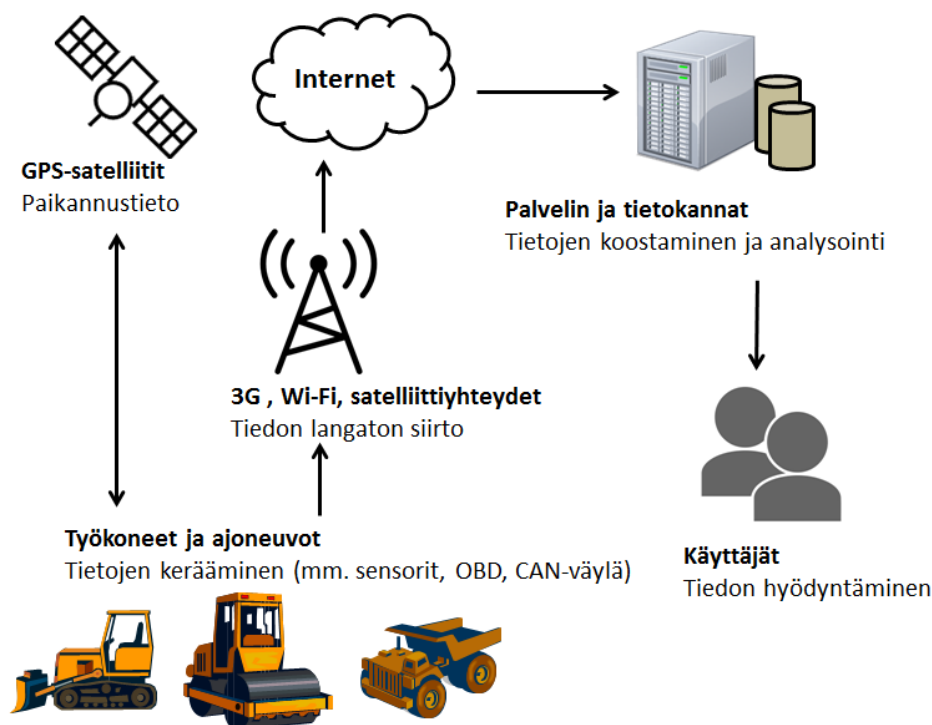 Internet
GPS-satelliitit
Paikannustieto
Palvelin ja tietokannat
Tietojen koostaminen ja analysointi
3G , Wi-Fi, satelliittiyhteydet
Tiedon langaton siirto
Työkoneet ja ajoneuvot
Tietojen kerääminen (mm. sensorit, OBD, CAN-väylä)
Käyttäjät
Tiedon hyödyntäminen